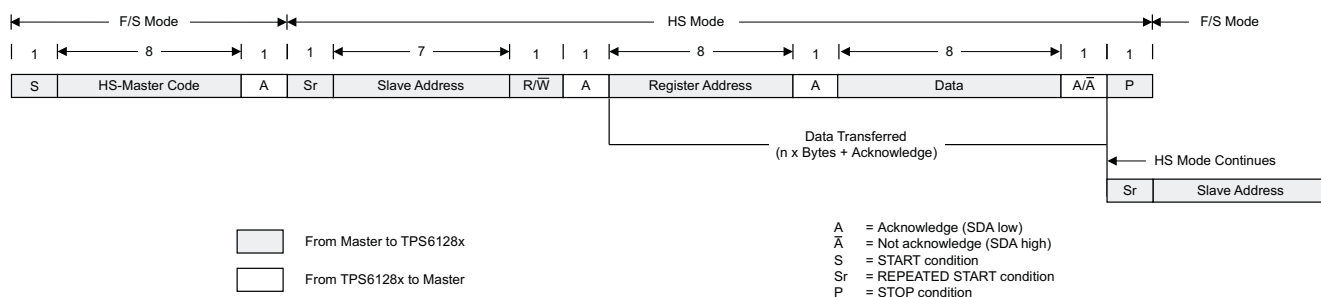 F/S Mode HS Mode F/S Mode
1 8 1 1 7 1 1 8 1 8 1 1
S HS-Master Code A Sr Slave Address R/W̅ A Register Address A Data A/A̅ P
Data Transferred
(n x Bytes + Acknowledge)
HS Mode Continues
Sr Slave Address
From Master to TPS6128x
From TPS6128x to Master
A = Acknowledge (SDA low)
A̅ = Not acknowledge (SDA high)
S = START condition
Sr = REPEATED START condition
P = STOP condition